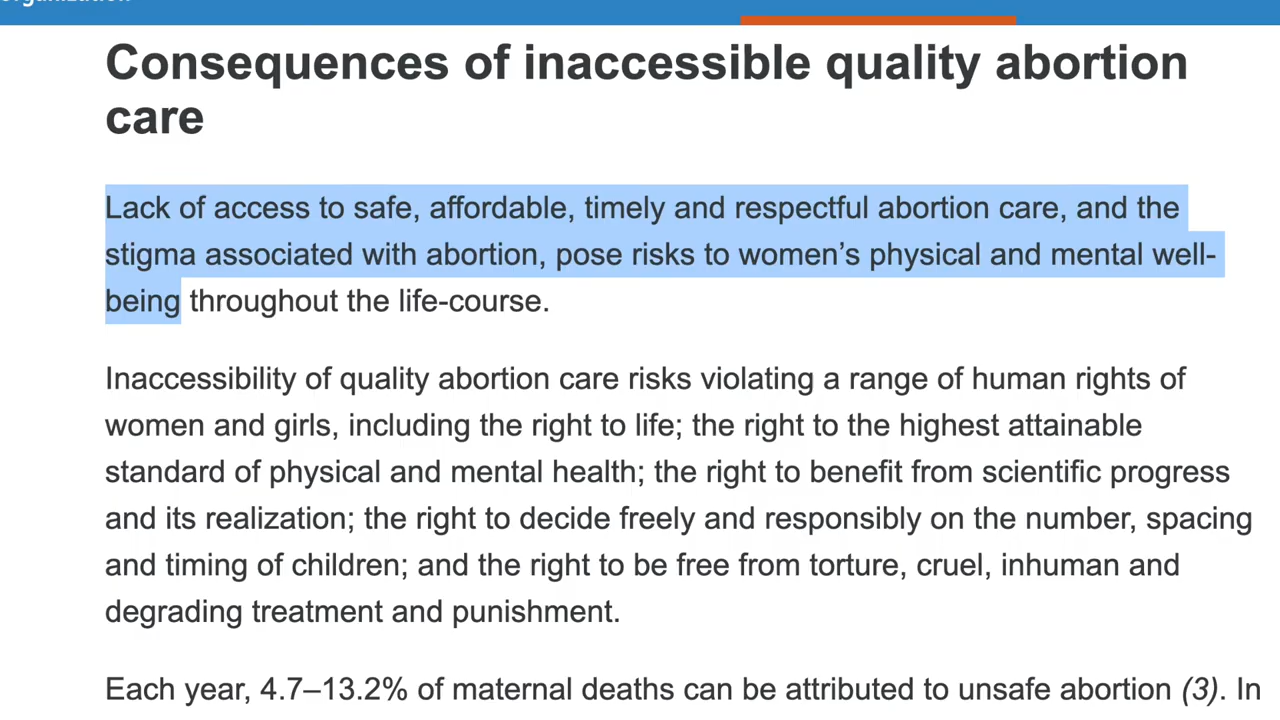 Consequences of inaccessible quality abortion
care
Lack of access to safe, affordable, timely and respectful abortion care, and the
stigma associated with abortion, pose risks to women’s physical and mental well-
being throughout the life-course.
Inaccessibility of quality abortion care risks violating a range of human rights of
women and girls, including the right to life; the right to the highest attainable
standard of physical and mental health; the right to benefit from scientific progress
and its realization; the right to decide freely and responsibly on the number, spacing
and timing of children; and the right to be free from torture, cruel, inhuman and
degrading treatment and punishment.
Each year, 4.7–13.2% of maternal deaths can be attributed to unsafe abortion (3). In